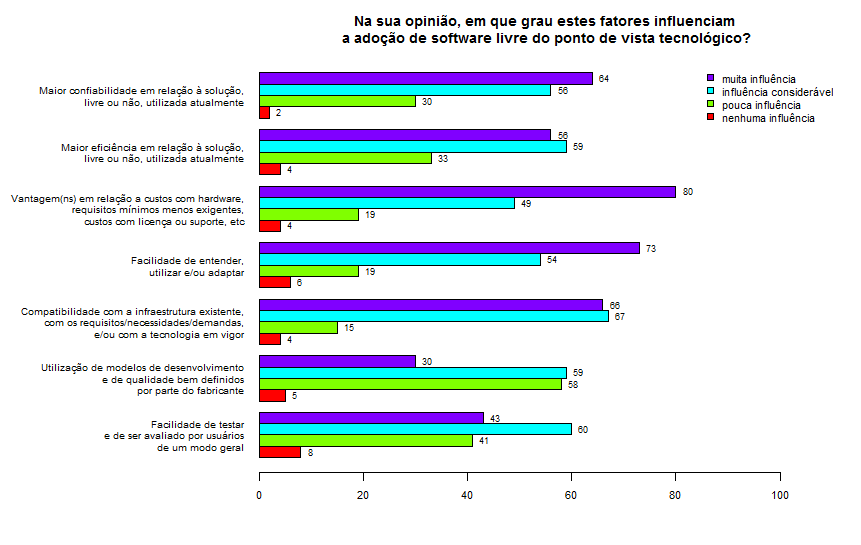 Na sua opinião, em que grau estes fatores influenciam
a adoção de software livre do ponto de vista tecnológico?
muita influência
influência considerável
pouca influência
nenhuma influência
Maior confiabilidade em relação à solução,
livre ou não, utilizada atualmente
64
56
30
2
Maior eficiência em relação à solução,
livre ou não, utilizada atualmente
56
59
33
4
Vantagem(ns) em relação a custos com hardware,
requisitos mínimos menos exigentes,
custos com licença ou suporte, etc
80
49
19
4
Facilidade de entender,
utilizar e/ou adaptar
73
54
19
6
Compatibilidade com a infraestrutura existente,
com os requisitos/necessidades/demandas,
e/ou com a tecnologia em vigor
66
67
15
4
Utilização de modelos de desenvolvimento
e de qualidade bem definidos
por parte do fabricante
30
59
58
5
Facilidade de testar
e de ser avaliado por usuários
de um modo geral
43
60
41
8
0 20 40 60 80 100